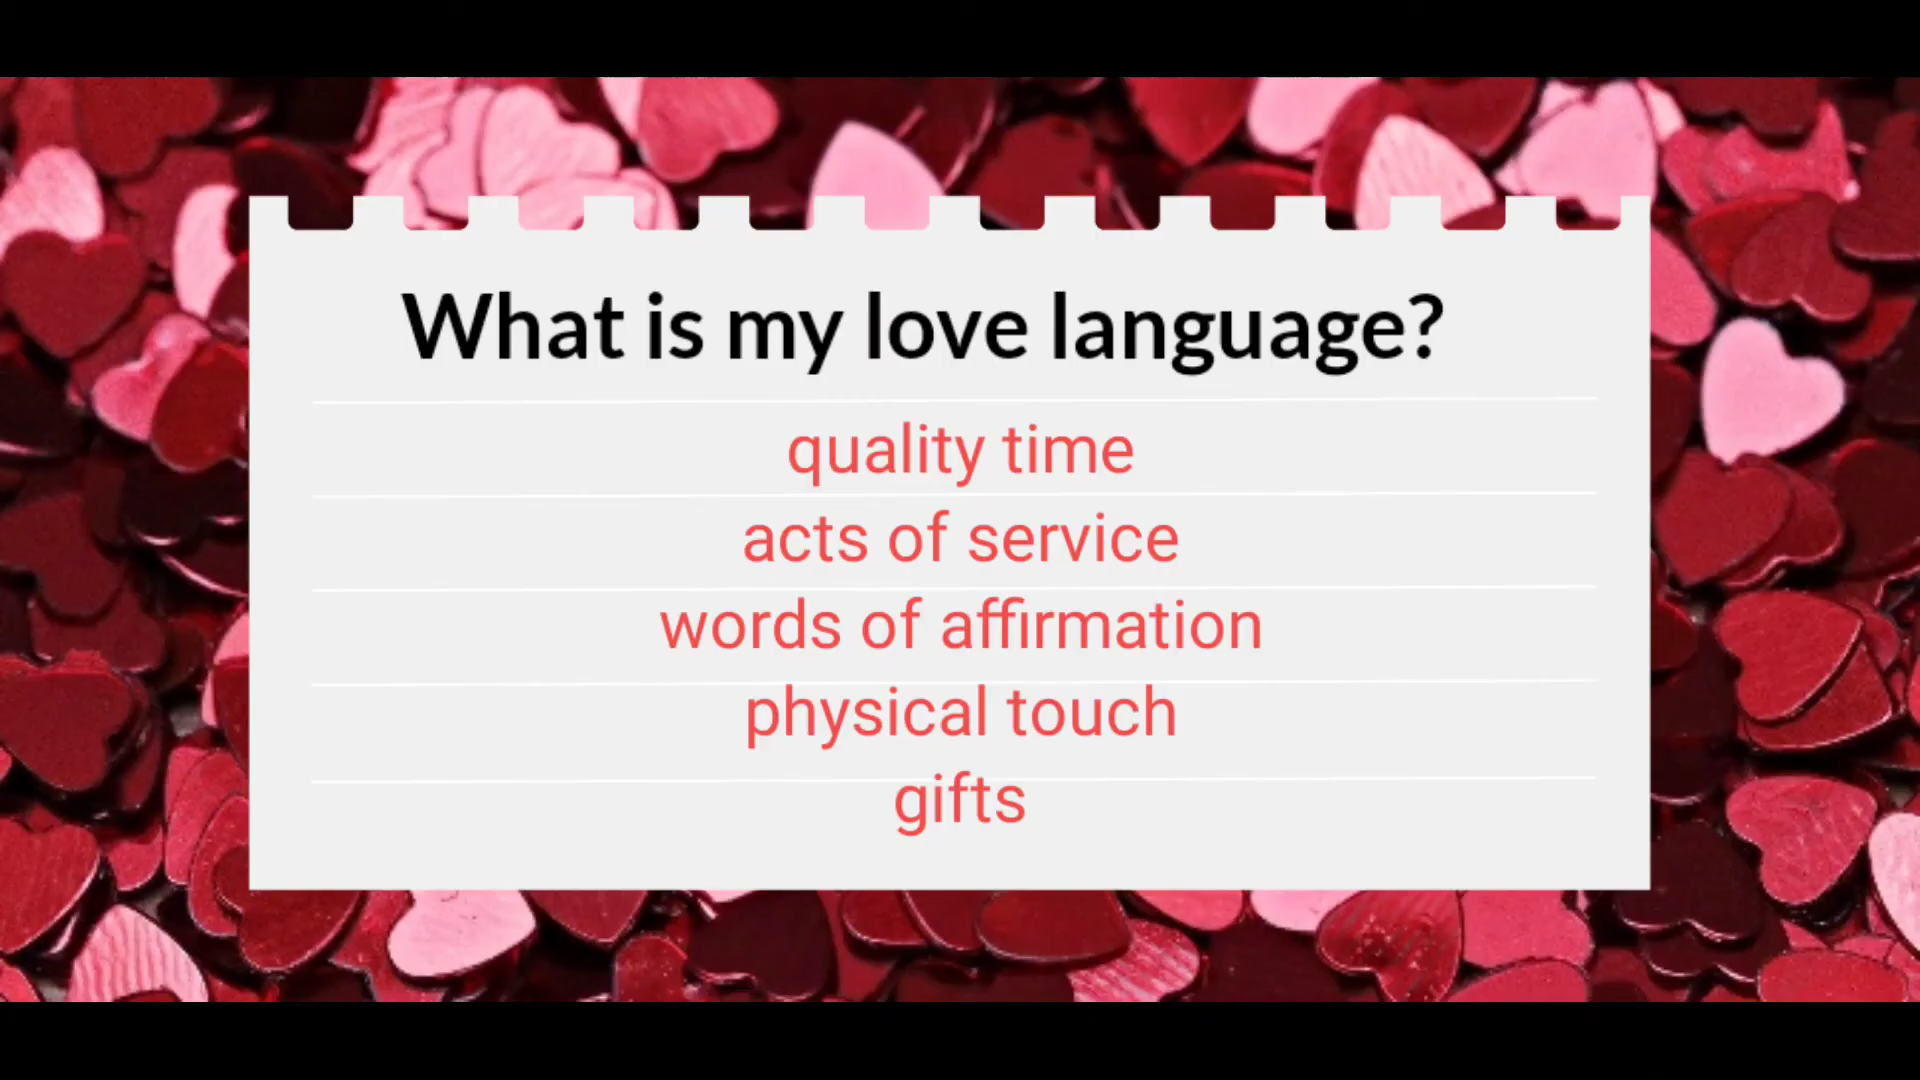 What is my love language?
quality time
acts of service
words of affirmation
physical touch
gifts